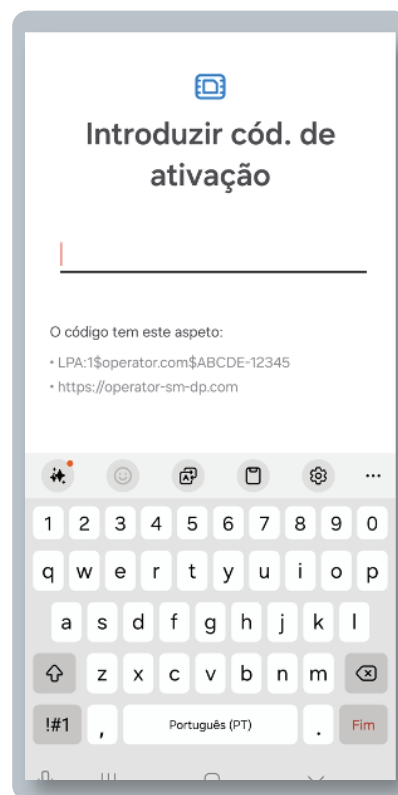 Introduzir cód. de
ativação
O código tem este aspeto:
• LPA:1$operator.com$ABCDE-12345
• https://operator-sm-dp.com
1 2 3 4 5 6 7 8 9 0
q w e r t y u i o p
a s d f g h j k l
z x c v b n m
!#1 , Português (PT) . Fim